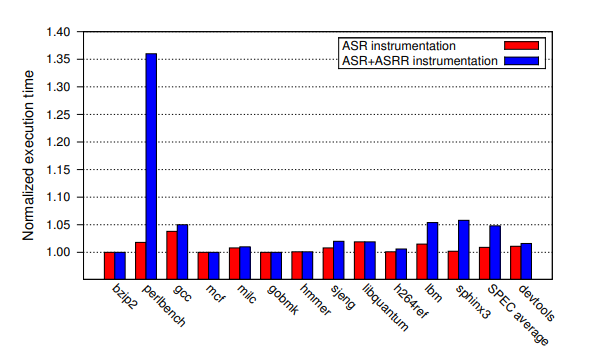 1.40
1.35
1.30
1.25
1.20
1.15
1.10
1.05
1.00
Normalized execution time
ASR instrumentation
ASR+ASRR instrumentation
bzip2
perlbench
gcc
mcf
milc
gobmk
hmmer
sjeng
libquantum
h264ref
lbm
sphinx3
SPEC average
devtools